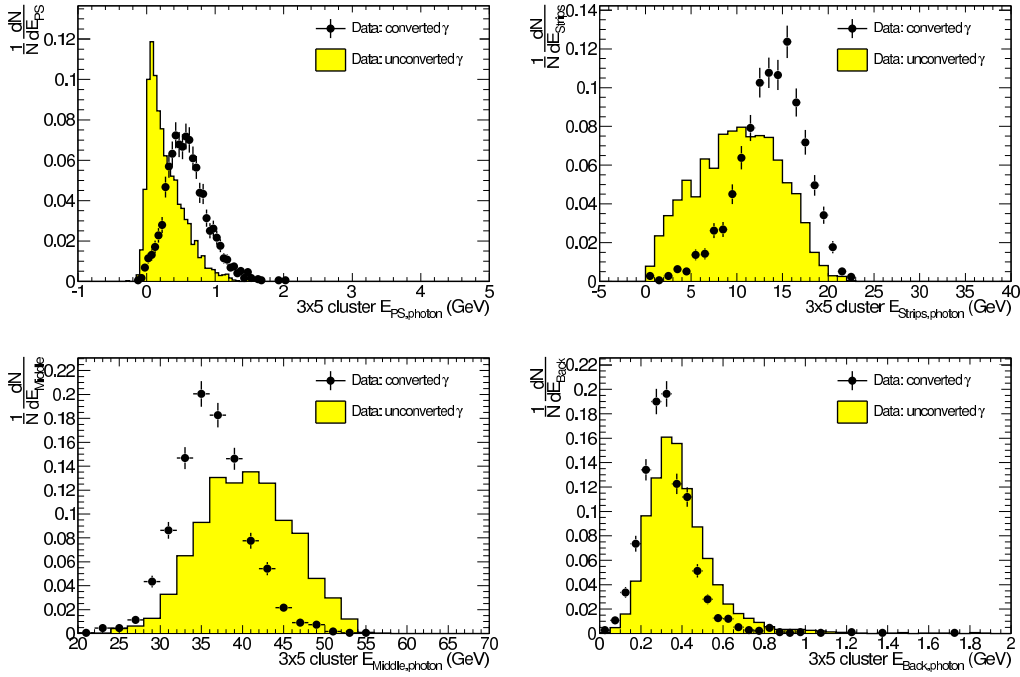 1 dN
N dE_PS
Data: converted γ
Data: unconverted γ
0.12
0.1
0.08
0.06
0.04
0.02
0
-1 0 1 2 3 4 5
3x5 cluster E_PS,photon (GeV)
1 dN
N dE_Strips
Data: converted γ
Data: unconverted γ
0.14
0.12
0.1
0.08
0.06
0.04
0.02
0
-5 0 5 10 15 20 25 30 35 40
3x5 cluster E_Strips,photon (GeV)
1 dN
N dE_Middle
Data: converted γ
Data: unconverted γ
0.22
0.2
0.18
0.16
0.14
0.12
0.1
0.08
0.06
0.04
0.02
0
20 25 30 35 40 45 50 55 60 65 70
3x5 cluster E_Middle,photon (GeV)
1 dN
N dE_Back
Data: converted γ
Data: unconverted γ
0.22
0.2
0.18
0.16
0.14
0.12
0.1
0.08
0.06
0.04
0.02
0
0 0.2 0.4 0.6 0.8 1 1.2 1.4 1.6 1.8 2
3x5 cluster E_Back,photon (GeV)